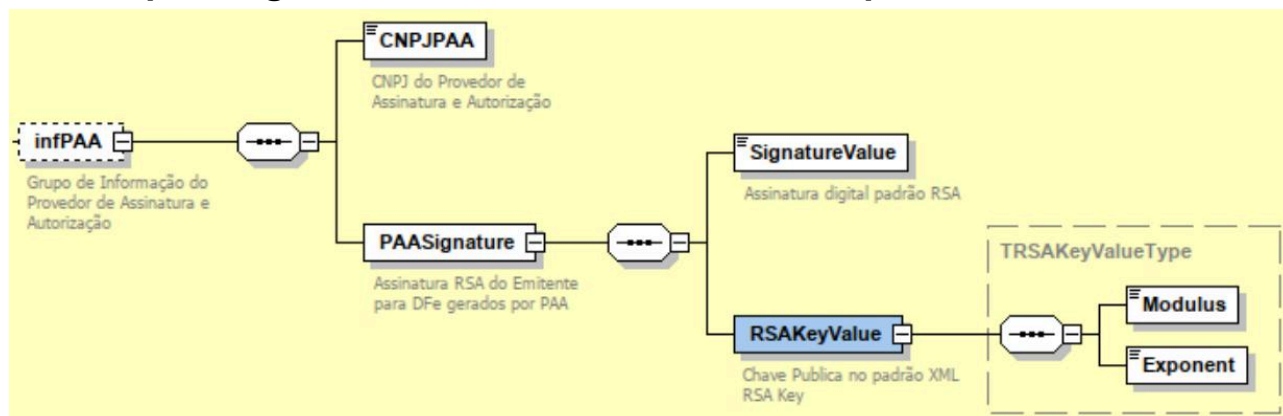 CNPJPAA
CNPJ do Provedor de
Assinatura e Autorização
infPAA
Grupo de Informação do
Provedor de Assinatura e
Autorização
SignatureValue
Assinatura digital padrão RSA
PAASignature
Assinatura RSA do Emitente
para DFe gerados por PAA
TRSAKeyValueType
Modulus
RSAKeyValue
Exponent
Chave Publica no padrão XML
RSA Key